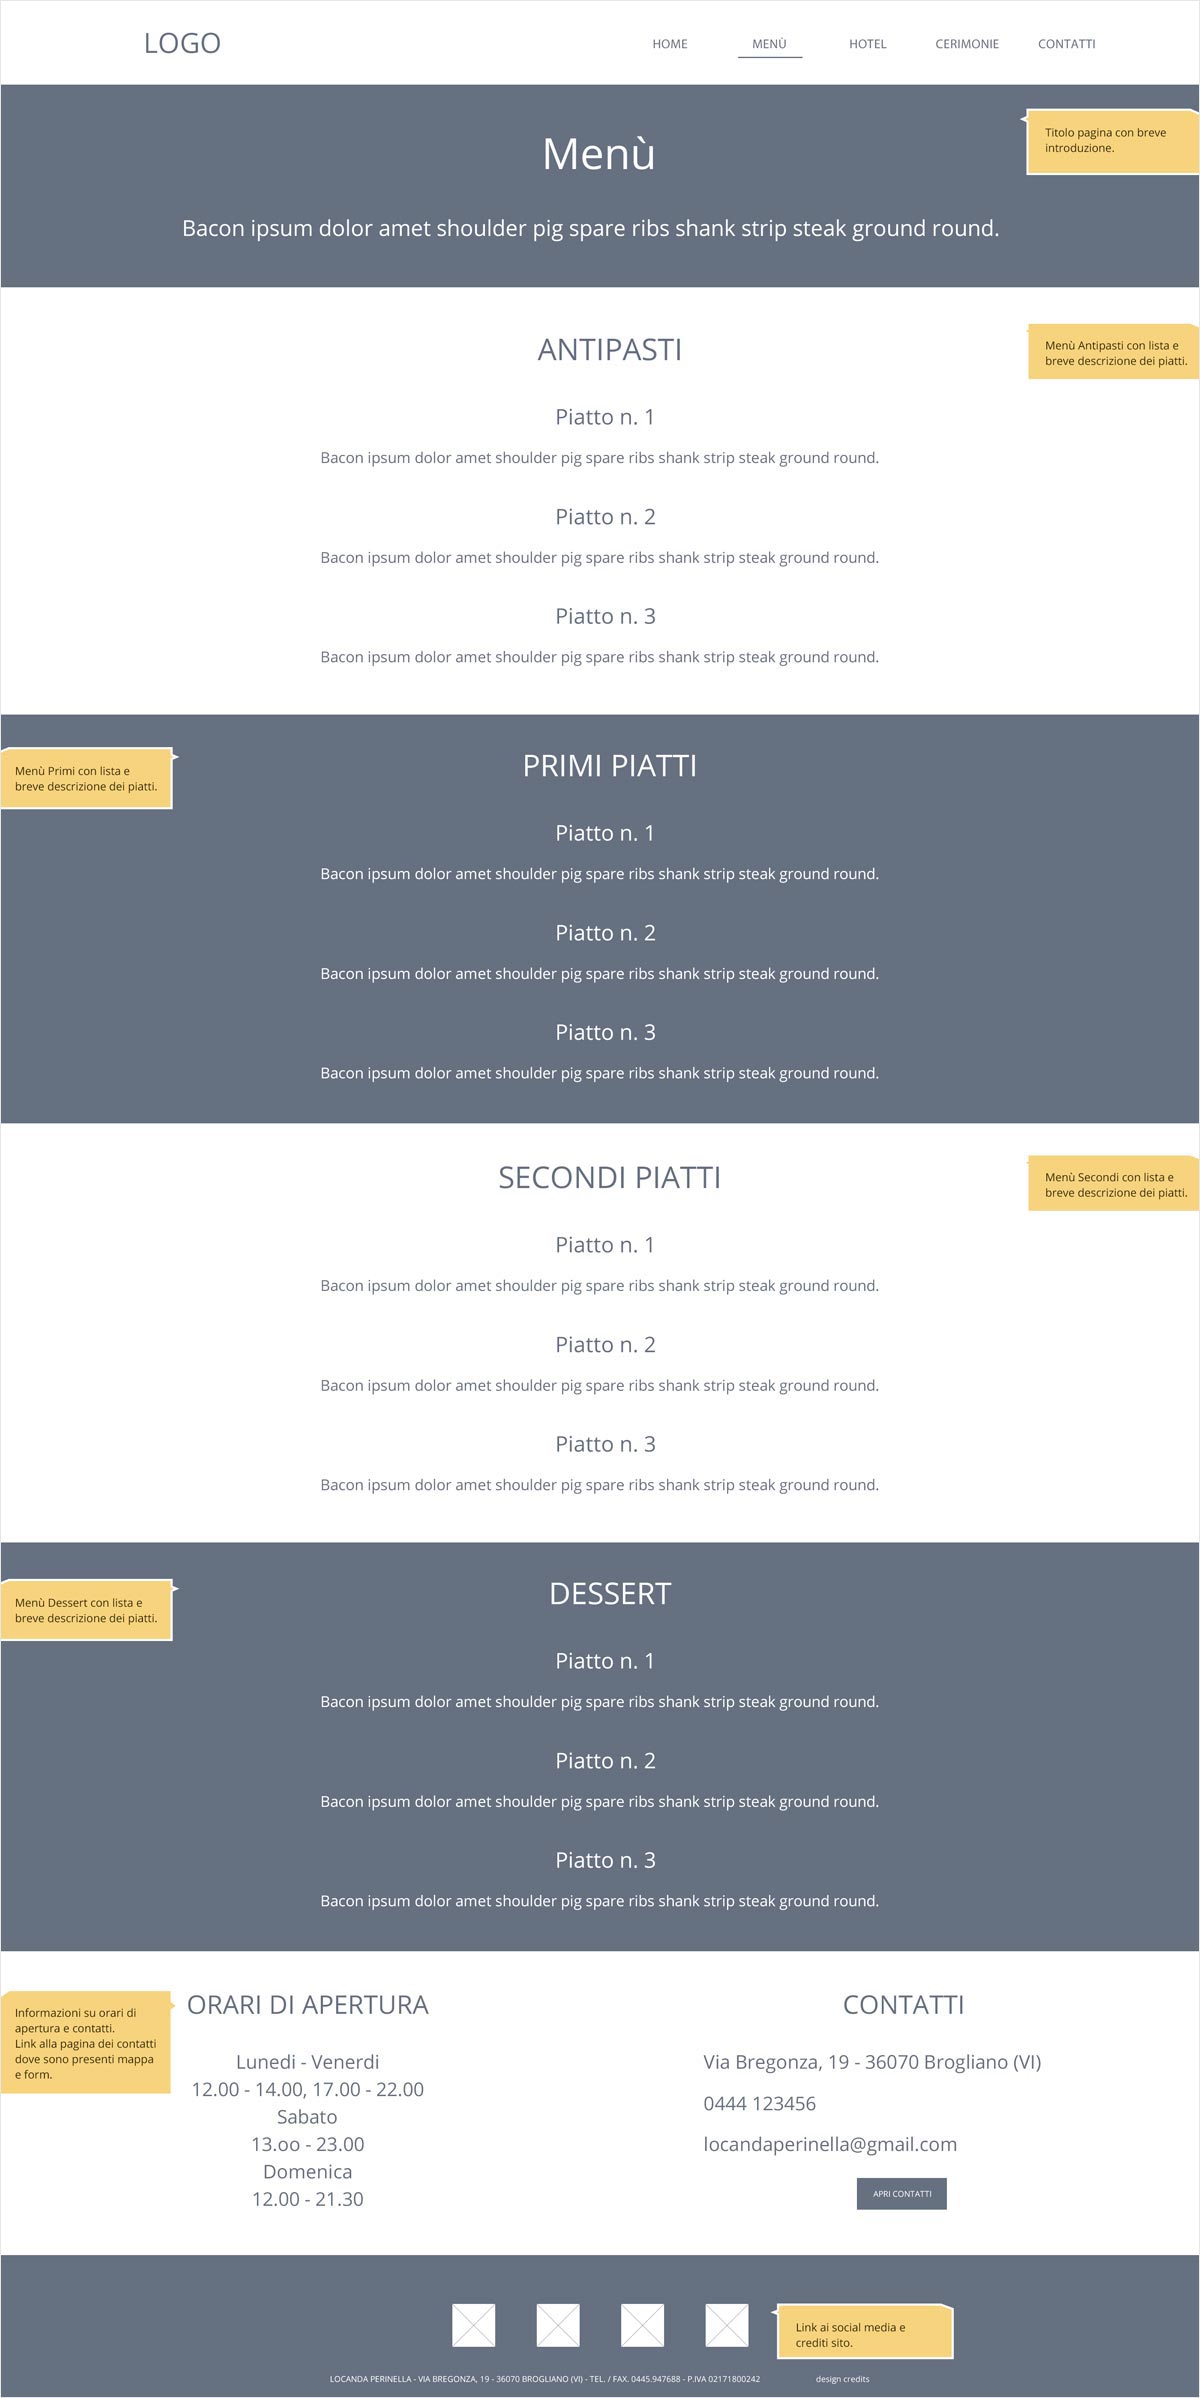 LOGO
HOME MENÙ HOTEL CERIMONIE CONTATTI
Menù
Titolo pagina con breve
introduzione.
Bacon ipsum dolor amet shoulder pig spare ribs shank strip steak ground round.
ANTIPASTI
Menù Antipasti con lista e
breve descrizione dei piatti.
Piatto n. 1
Bacon ipsum dolor amet shoulder pig spare ribs shank strip steak ground round.
Piatto n. 2
Bacon ipsum dolor amet shoulder pig spare ribs shank strip steak ground round.
Piatto n. 3
Bacon ipsum dolor amet shoulder pig spare ribs shank strip steak ground round.
PRIMI PIATTI
Menù Primi con lista e
breve descrizione dei piatti.
Piatto n. 1
Bacon ipsum dolor amet shoulder pig spare ribs shank strip steak ground round.
Piatto n. 2
Bacon ipsum dolor amet shoulder pig spare ribs shank strip steak ground round.
Piatto n. 3
Bacon ipsum dolor amet shoulder pig spare ribs shank strip steak ground round.
SECONDI PIATTI
Menù Secondi con lista e
breve descrizione dei piatti.
Piatto n. 1
Bacon ipsum dolor amet shoulder pig spare ribs shank strip steak ground round.
Piatto n. 2
Bacon ipsum dolor amet shoulder pig spare ribs shank strip steak ground round.
Piatto n. 3
Bacon ipsum dolor amet shoulder pig spare ribs shank strip steak ground round.
DESSERT
Menù Dessert con lista e
breve descrizione dei piatti.
Piatto n. 1
Bacon ipsum dolor amet shoulder pig spare ribs shank strip steak ground round.
Piatto n. 2
Bacon ipsum dolor amet shoulder pig spare ribs shank strip steak ground round.
Piatto n. 3
Bacon ipsum dolor amet shoulder pig spare ribs shank strip steak ground round.
Informazioni su orari di
apertura e contatti.
Link alla pagina dei contatti
dove sono presenti mappa
e form.
ORARI DI APERTURA
Lunedi - Venerdi
12.00 - 14.00, 17.00 - 22.00
Sabato
13.oo - 23.00
Domenica
12.00 - 21.30
CONTATTI
Via Bregonza, 19 - 36070 Brogliano (VI)
0444 123456
locandaperinella@gmail.com
APRI CONTATTI
Link ai social media e
crediti sito.
LOCANDA PERINELLA - VIA BREGONZA, 19 - 36070 BROGLIANO (VI) - TEL. / FAX. 0445.947688 - P.IVA 02171800242 design credits